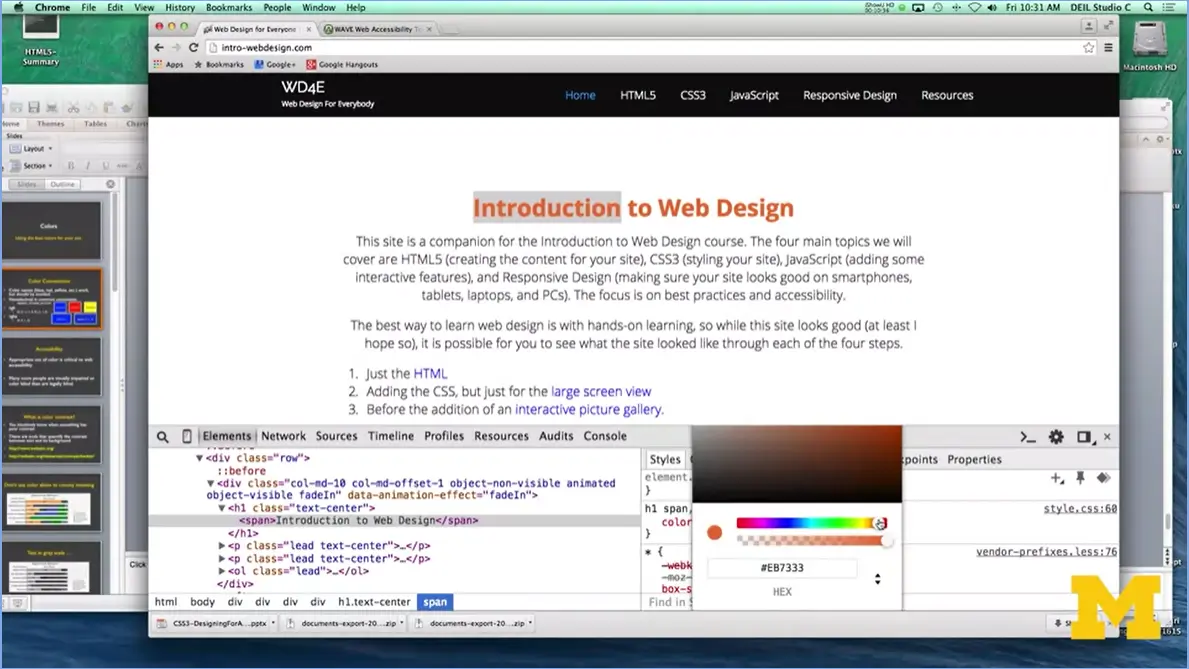 Chrome File Edit View History Bookmarks People Window Help
Fri 10:31 AM DEIL Studio C
HTML5-
Summary
Macintosh HD
Web Design for Everyone
WAVE Web Accessibility
intro-webdesign.com
Apps Bookmarks Google+ Google Hangouts
WD4E
Web Design For Everybody
Home HTML5 CSS3 JavaScript Responsive Design Resources
Themes Tables
Slides
Layout
Section
Slides Outline
Colors
Color Conventions
Accessibility
What is color contrast?
Introduction to Web Design
This site is a companion for the Introduction to Web Design course. The four main topics we will
cover are HTML5 (creating the content for your site), CSS3 (styling your site), JavaScript (adding some
interactive features), and Responsive Design (making sure your site looks good on smartphones,
tablets, laptops, and PCs). The focus is on best practices and accessibility.
The best way to learn web design is with hands-on learning, so while this site looks good (at least I
hope so), it is possible for you to see what the site looked like through each of the four steps.
1. Just the HTML
2. Adding the CSS, but just for the large screen view
3. Before the addition of an interactive picture gallery.
Elements Network Sources Timeline Profiles Resources Audits Console
<div class="row">
::before
<div class="col-md-10 col-md-offset-1 object-non-visible animated
object-visible fadeIn" data-animation-effect="fadeIn">
<h1 class="text-center">
<span>Introduction to Web Design</span>
</h1>
<p class="lead text-center">…</p>
<p class="lead text-center">…</p>
<ol class="lead">…</ol>
</div>
html body div div div div h1.text-center span
Styles
kpoints Properties
element.
}
h1 span,
style.css:60
color
}
* {
vendor-prefixes.less:76
-webk
-moz-
box-s
Find in S
#EB7333
HEX
Click
CSS3-DesigningForA....pptx documents-export-20....zip documents-export-20....zip
M
1615